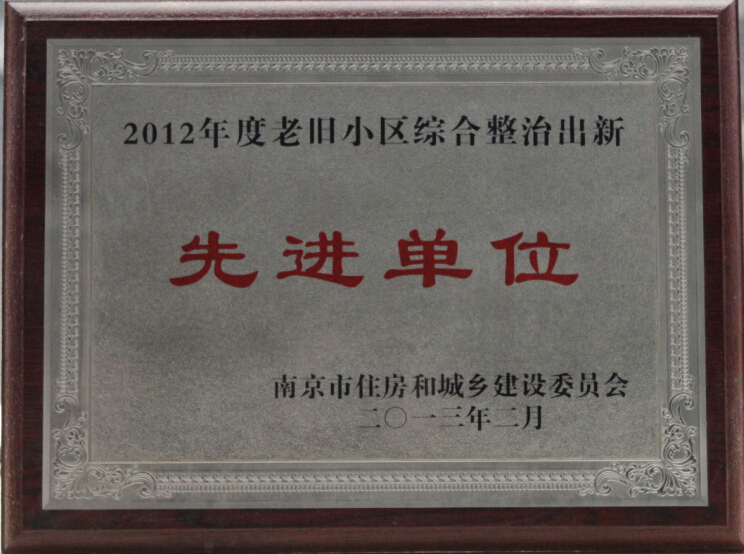 2012年度老旧小区综合整治出新
先进单位
南京市住房和城乡建设委员会
二〇一三年二月